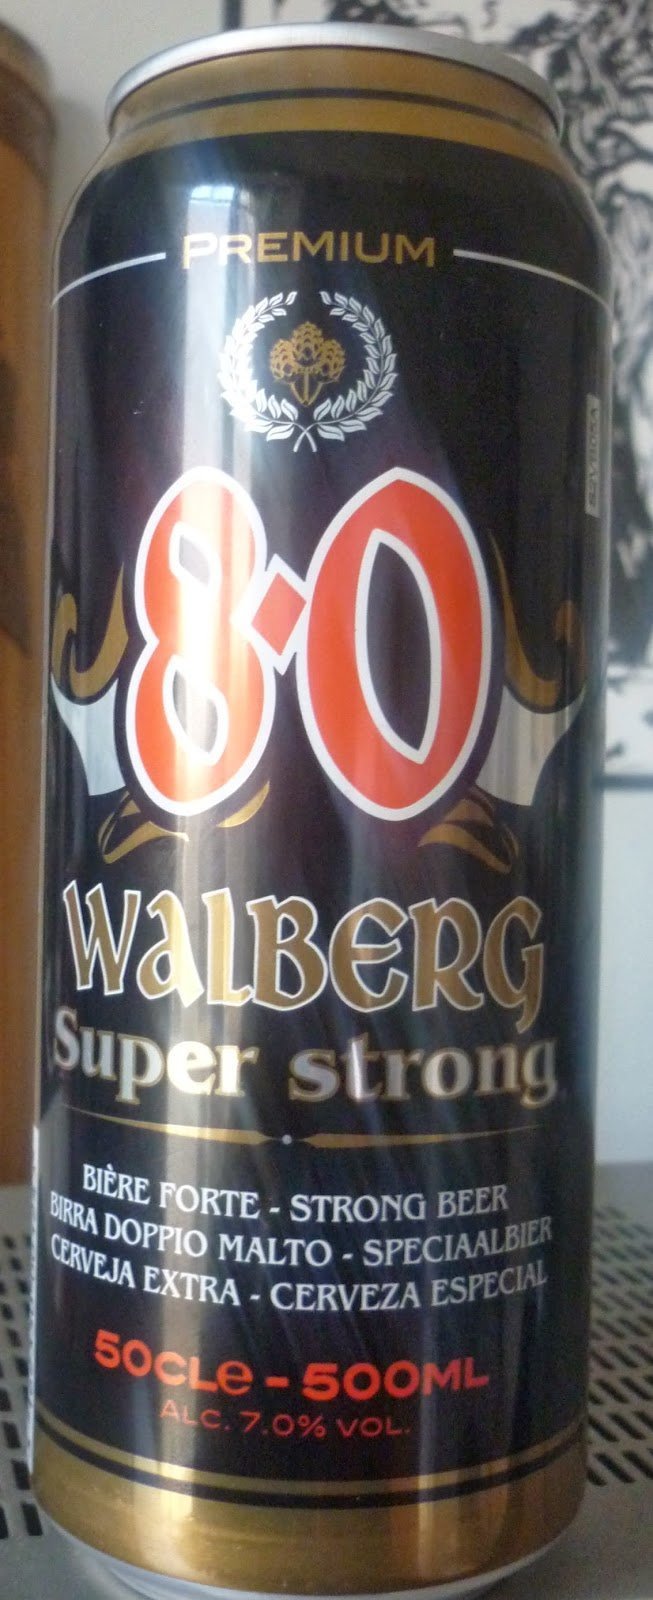 PREMIUM
8·0
WALBERG
Super strong
BIÈRE FORTE - STRONG BEER
BIRRA DOPPIO MALTO - SPECIAALBIER
CERVEJA EXTRA - CERVEZA ESPECIAL
50CLe - 500ML
ALC. 7.0% VOL.